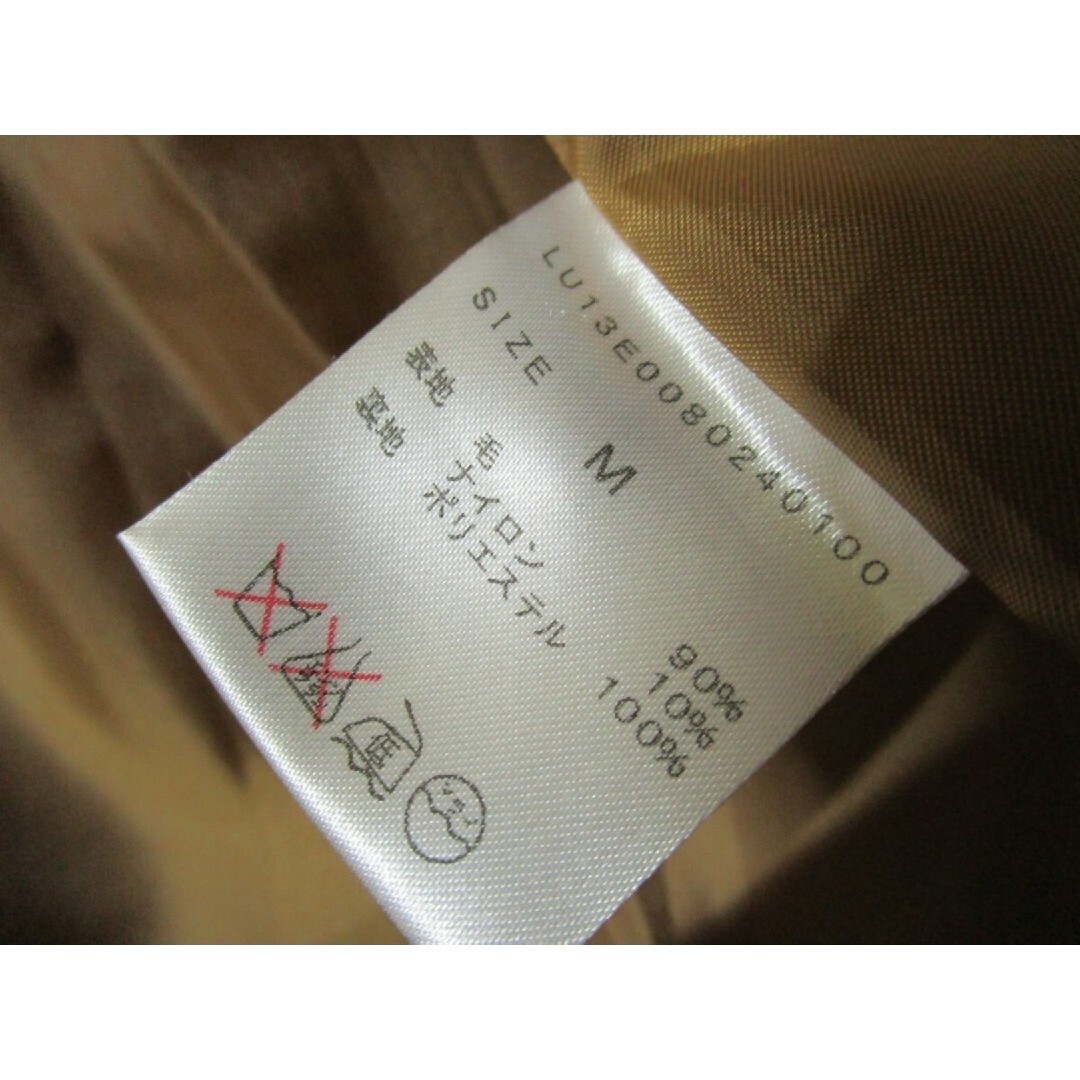 LU13E0080240100
SIZE M
表地 毛 90%
ナイロン 10%
裏地 ポリエステル 100%